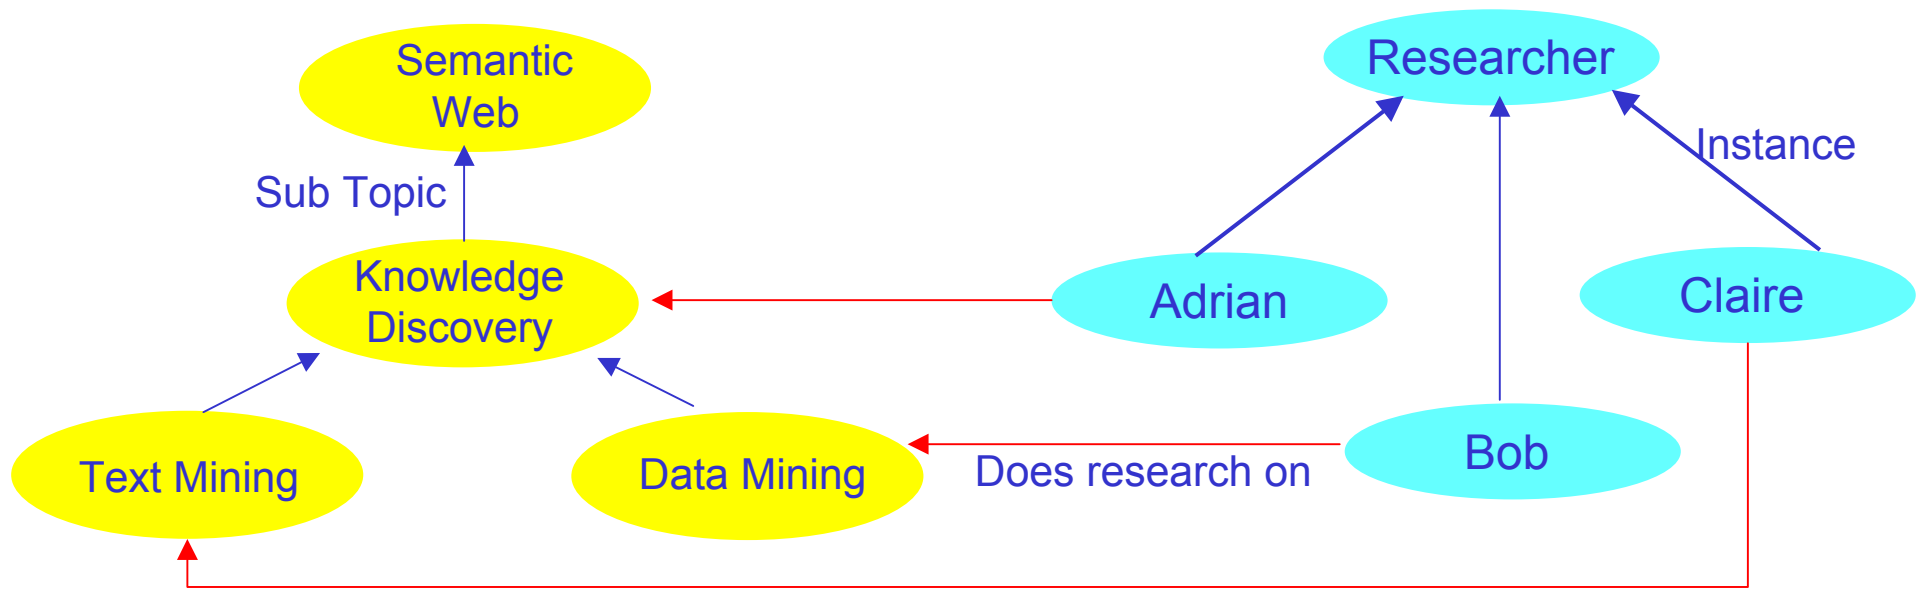 Semantic
Web
Researcher
Instance
Sub Topic
Knowledge
Discovery
Adrian
Claire
Text Mining
Data Mining
Does research on
Bob